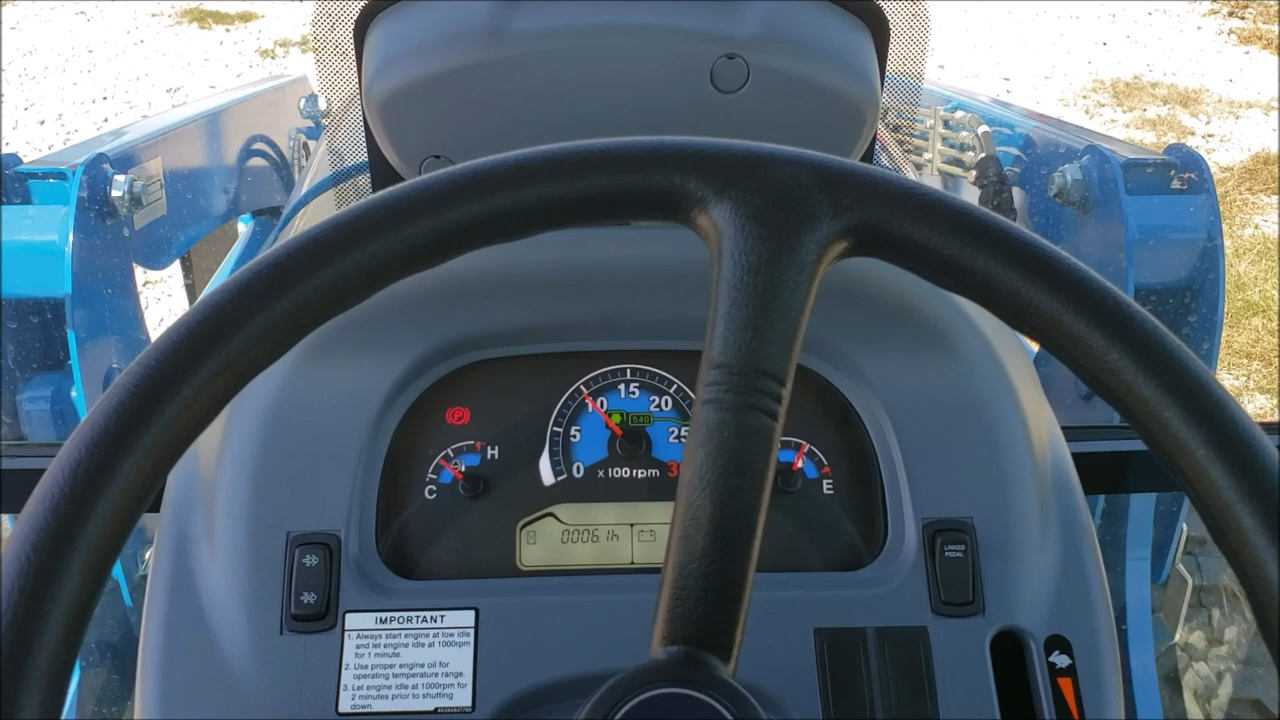 15
10 20
540
5 25
0 x100rpm 3
H
C
E
0006.1h
LINKED
PEDAL
IMPORTANT
1. Always start engine at low idle
and let engine idle at 1000rpm
for 1 minute.
2. Use proper engine oil for
operating temperature range.
3. Let engine idle at 1000rpm for
2 minutes prior to shutting
down.